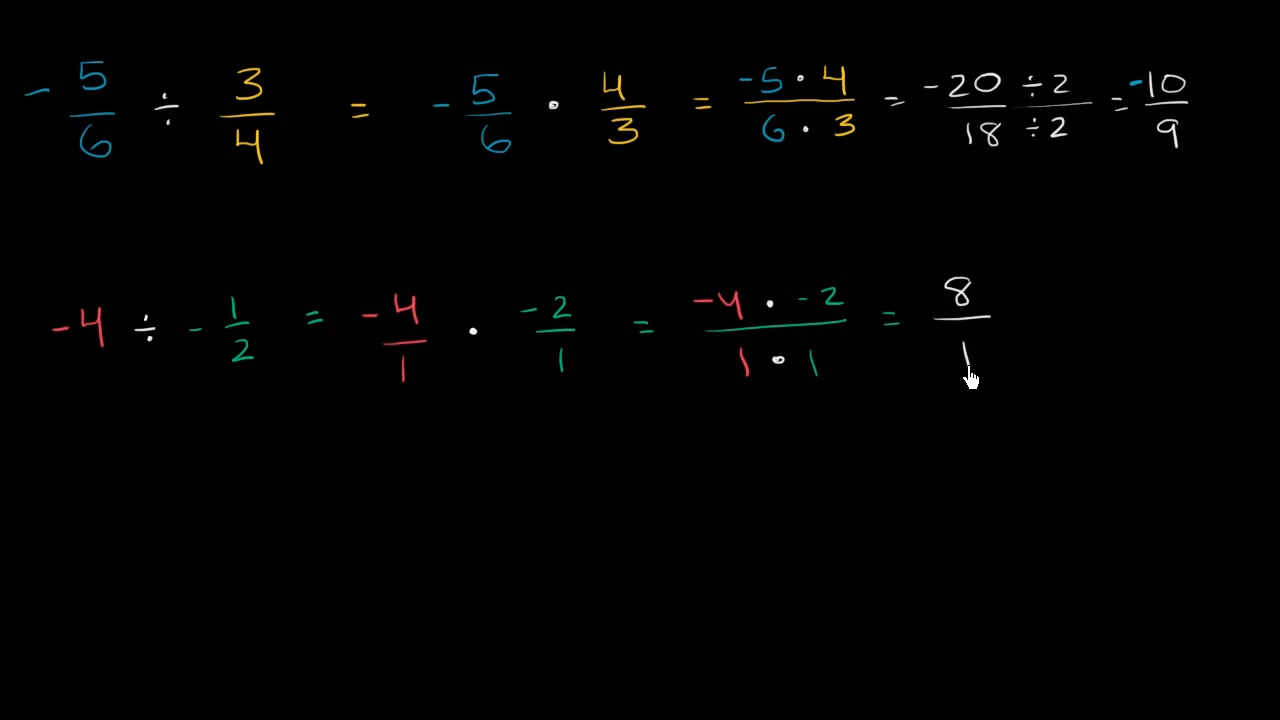 -5/6 ÷ 3/4 = -5/6 · 4/3 = -5 · 4/6 · 3 = -20 ÷2/18 ÷2 = -10/9
-4 ÷ -1/2 = -4/1 · -2/1 = -4 · -2/1 · 1 = 8/1